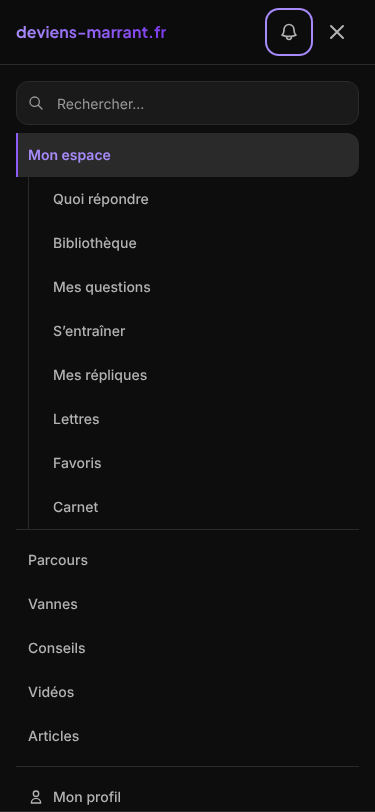 deviens-marrant.fr
Rechercher...
Mon espace
Quoi répondre
Bibliothèque
Mes questions
S’entraîner
Mes répliques
Lettres
Favoris
Carnet
Parcours
Vannes
Conseils
Vidéos
Articles
Mon profil